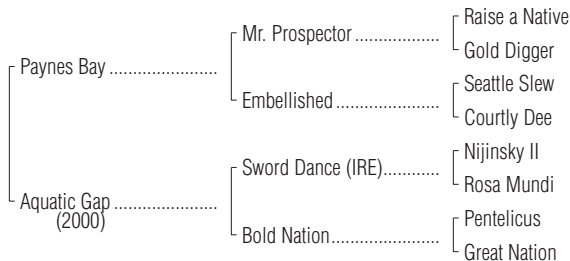 Raise a Native
Mr. Prospector ..................
Gold Digger
Paynes Bay .......................
Seattle Slew
Embellished ......................
Courtly Dee
Nijinsky II
Sword Dance (IRE)............
Rosa Mundi
Aquatic Gap ......................
(2000)
Pentelicus
Bold Nation.......................
Great Nation